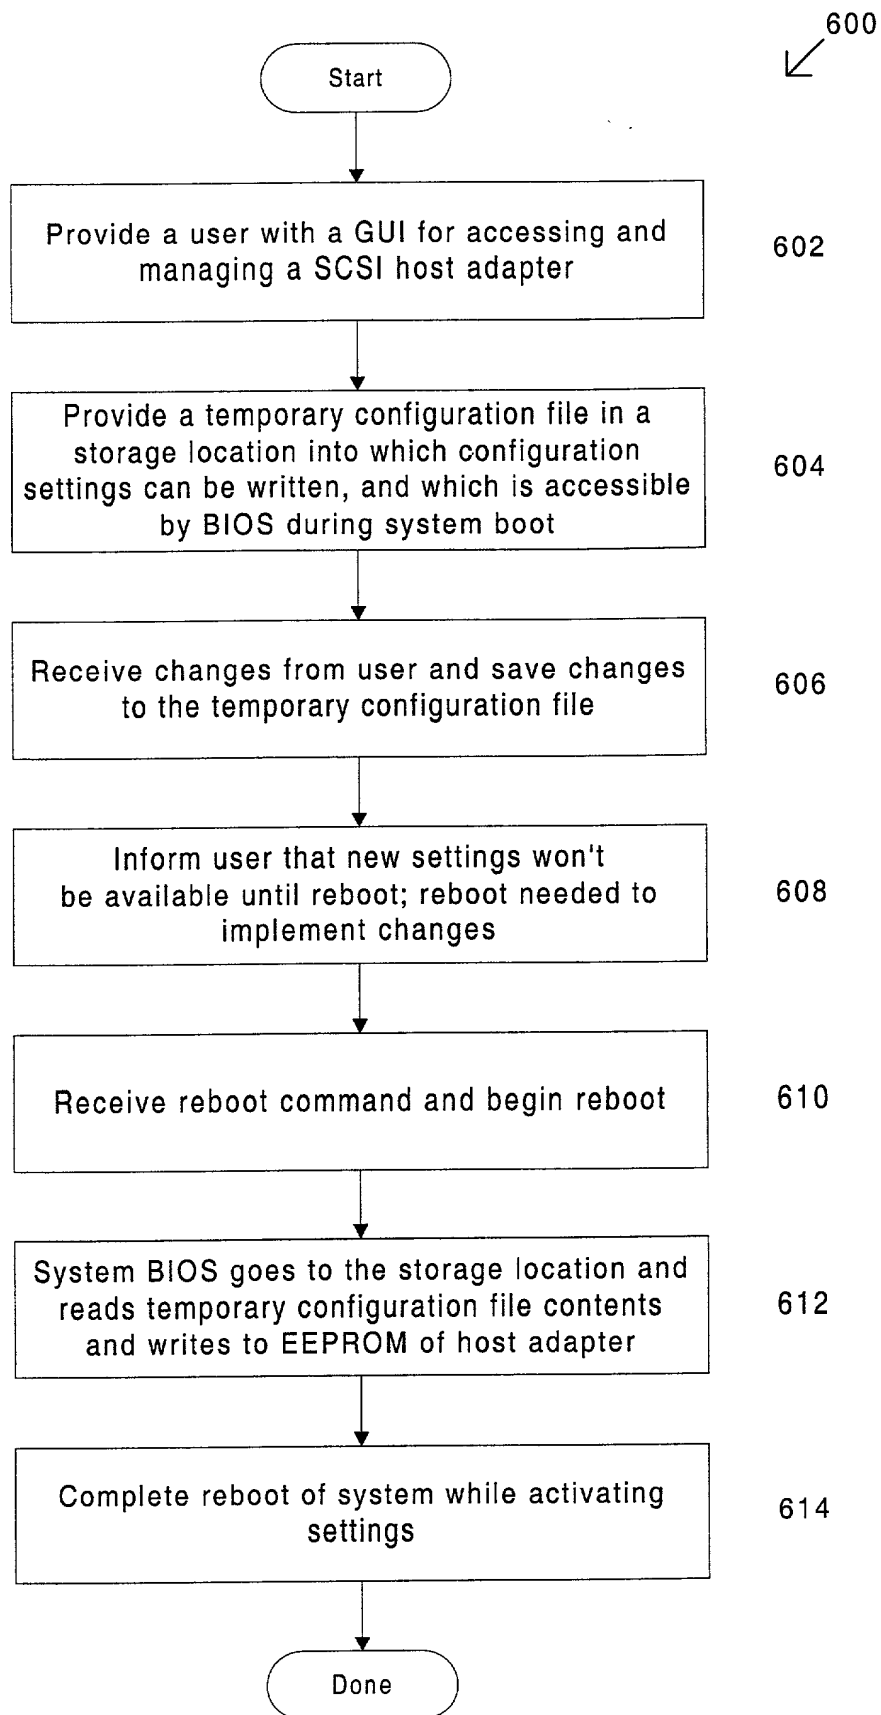 600
Start
Provide a user with a GUI for accessing and
managing a SCSI host adapter
602
Provide a temporary configuration file in a
storage location into which configuration
settings can be written, and which is accessible
by BIOS during system boot
604
Receive changes from user and save changes
to the temporary configuration file
606
Inform user that new settings won't
be available until reboot; reboot needed to
implement changes
608
Receive reboot command and begin reboot
610
System BIOS goes to the storage location and
reads temporary configuration file contents
and writes to EEPROM of host adapter
612
Complete reboot of system while activating
settings
614
Done